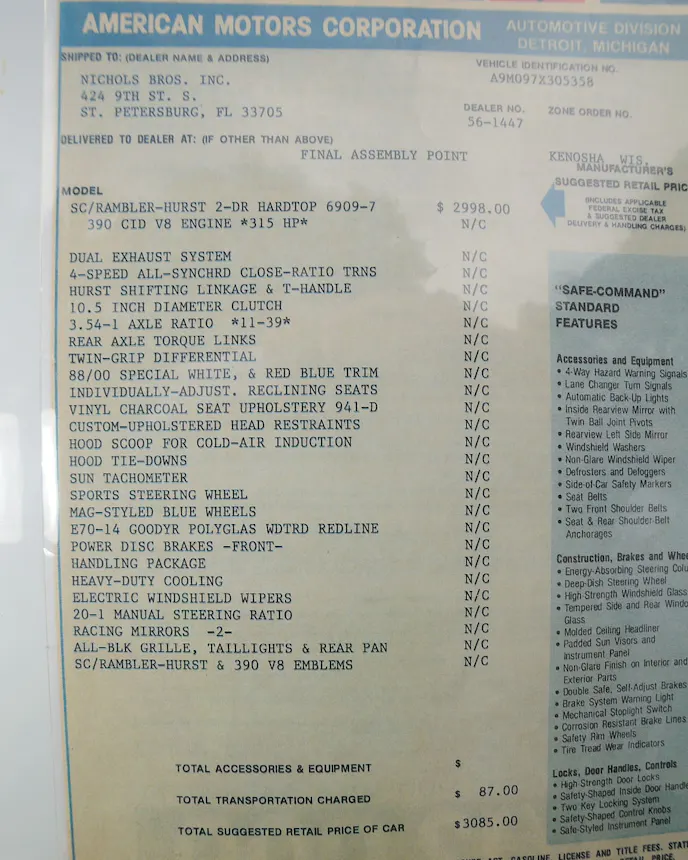 AMERICAN MOTORS CORPORATION
AUTOMOTIVE DIVISION
DETROIT, MICHIGAN
SHIPPED TO: (DEALER NAME & ADDRESS)
NICHOLS BROS. INC.
424 9TH ST. S.
ST. PETERSBURG, FL 33705
VEHICLE IDENTIFICATION NO.
A9M097X305358
DEALER NO.
56-1447
ZONE ORDER NO.
DELIVERED TO DEALER AT: (IF OTHER THAN ABOVE)
FINAL ASSEMBLY POINT KENOSHA WIS.
MODEL
MANUFACTURER'S
SUGGESTED RETAIL PRIC
(INCLUDES APPLICABLE
FEDERAL EXCISE TAX
& SUGGESTED DEALER
DELIVERY & HANDLING CHARGES)
SC/RAMBLER-HURST 2-DR HARDTOP 6909-7 $ 2998.00
390 CID V8 ENGINE *315 HP* N/C
DUAL EXHAUST SYSTEM N/C
4-SPEED ALL-SYNCHRD CLOSE-RATIO TRNS N/C
HURST SHIFTING LINKAGE & T-HANDLE N/C
10.5 INCH DIAMETER CLUTCH N/C
3.54-1 AXLE RATIO *11-39* N/C
REAR AXLE TORQUE LINKS N/C
TWIN-GRIP DIFFERENTIAL N/C
88/00 SPECIAL WHITE, & RED BLUE TRIM N/C
INDIVIDUALLY-ADJUST. RECLINING SEATS N/C
VINYL CHARCOAL SEAT UPHOLSTERY 941-D N/C
CUSTOM-UPHOLSTERED HEAD RESTRAINTS N/C
HOOD SCOOP FOR COLD-AIR INDUCTION N/C
HOOD TIE-DOWNS N/C
SUN TACHOMETER N/C
SPORTS STEERING WHEEL N/C
MAG-STYLED BLUE WHEELS N/C
E70-14 GOODYR POLYGLAS WDTRD REDLINE N/C
POWER DISC BRAKES -FRONT- N/C
HANDLING PACKAGE N/C
HEAVY-DUTY COOLING N/C
ELECTRIC WINDSHIELD WIPERS N/C
20-1 MANUAL STEERING RATIO N/C
RACING MIRRORS -2- N/C
ALL-BLK GRILLE, TAILLIGHTS & REAR PAN N/C
SC/RAMBLER-HURST & 390 V8 EMBLEMS N/C
TOTAL ACCESSORIES & EQUIPMENT $
TOTAL TRANSPORTATION CHARGED $ 87.00
TOTAL SUGGESTED RETAIL PRICE OF CAR $3085.00
"SAFE-COMMAND"
STANDARD
FEATURES
Accessories and Equipment
• 4-Way Hazard Warning Signals
• Lane Changer Turn Signals
• Automatic Back-Up Lights
• Inside Rearview Mirror with
Twin Ball Joint Pivots
• Rearview Left Side Mirror
• Windshield Washers
• Non-Glare Windshield Wiper
• Defrosters and Defoggers
• Side-of-Car Safety Markers
• Seat Belts
• Two Front Shoulder Belts
• Seat & Rear Shoulder-Belt
Anchorages
Construction, Brakes and Whee
• Energy-Absorbing Steering Colu
• Deep-Dish Steering Wheel
• High-Strength Windshield Glass
• Tempered Side and Rear Windo
Glass
• Molded Ceiling Headliner
• Padded Sun Visors and
Instrument Panel
• Non-Glare Finish on Interior and
Exterior Parts
• Double Safe, Self-Adjust Brakes
• Brake System Warning Light
• Mechanical Stoplight Switch
• Corrosion Resistant Brake Lines
• Safety Rim Wheels
• Tire Tread Wear Indicators
Locks, Door Handles, Controls
• High-Strength Door Locks
• Safety-Shaped Inside Door Handle
• Two Key Locking System
• Safety-Shaped Control Knobs
• Safe-Styled Instrument Panel
GASOLINE, LICENSE AND TITLE FEES, STAT